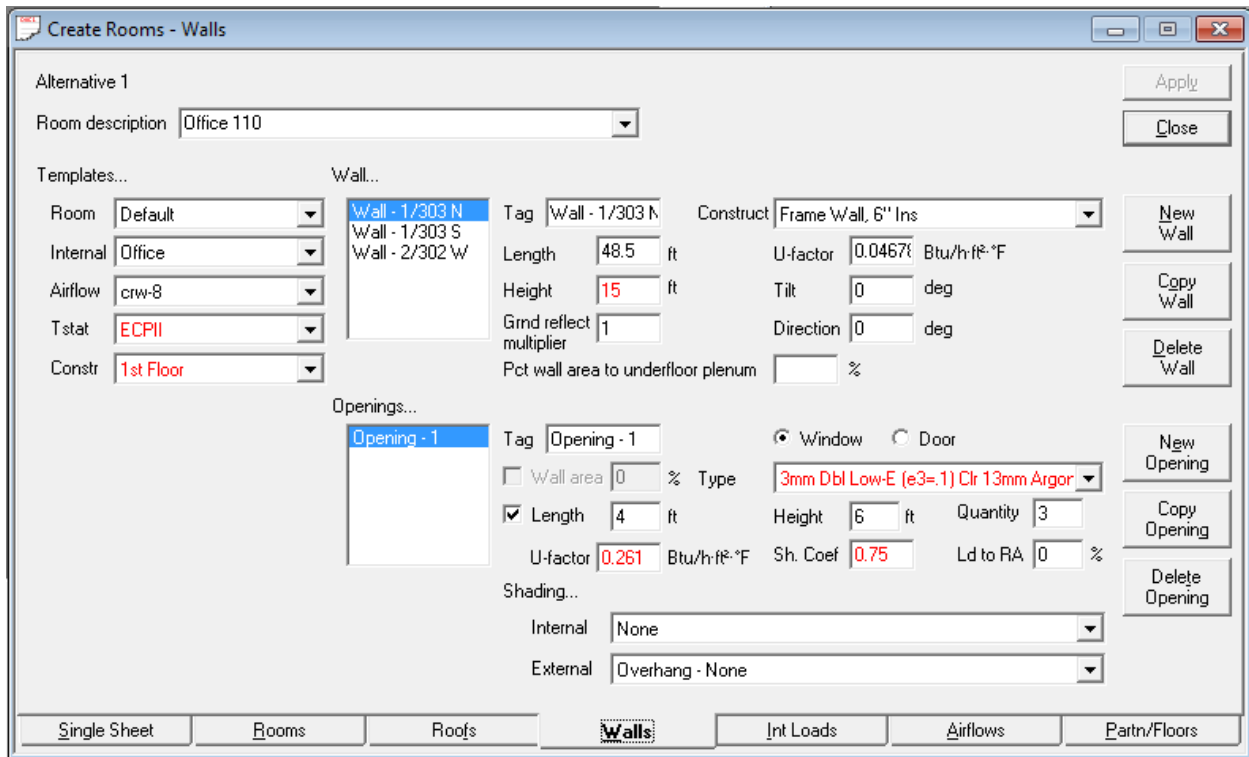 Create Rooms - Walls
Alternative 1
Apply
Room description Office 110
Close
Templates... Wall...
Room Default
Internal Office
Airflow crw-8
Tstat ECPII
Constr 1st Floor
Wall - 1/303 N
Wall - 1/303 S
Wall - 2/302 W
Tag Wall - 1/303 N Construct Frame Wall, 6" Ins
Length 48.5 ft U-factor 0.04678 Btu/h·ft²·°F
Height 15 ft Tilt 0 deg
Grnd reflect multiplier 1 Direction 0 deg
Pct wall area to underfloor plenum %
New Wall
Copy Wall
Delete Wall
Openings...
Opening - 1
Tag Opening - 1 Window Door
Wall area 0 % Type 3mm Dbl Low-E (e3=.1) Clr 13mm Argon
Length 4 ft Height 6 ft Quantity 3
U-factor 0.261 Btu/h·ft²·°F Sh. Coef 0.75 Ld to RA 0 %
Shading...
Internal None
External Overhang - None
New Opening
Copy Opening
Delete Opening
Single Sheet Rooms Roofs Walls Int Loads Airflows Partn/Floors